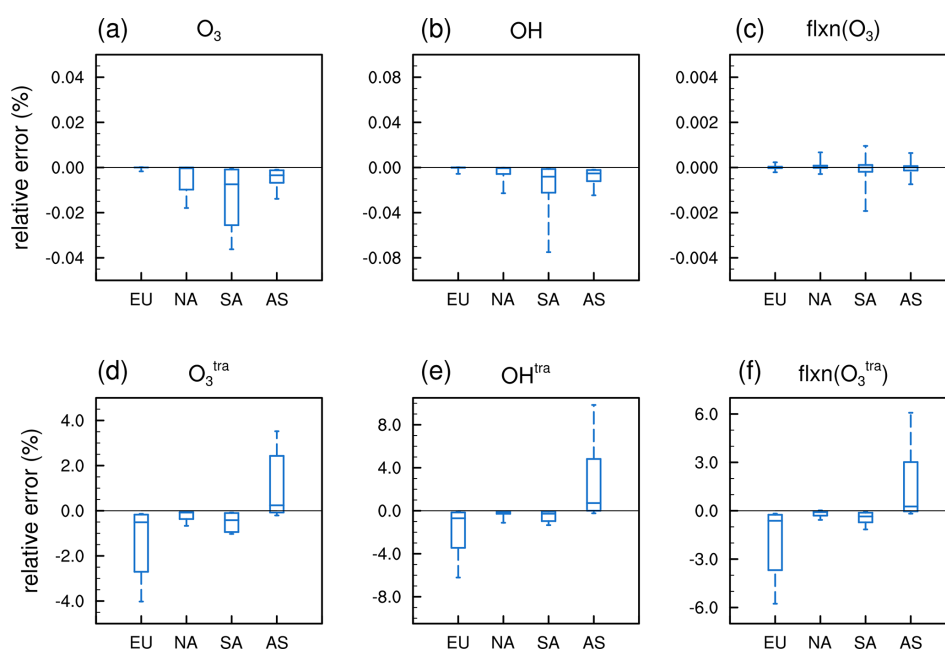 (a) O₃
(b) OH
(c) flxn(O₃)
relative error (%)
0.04
0.02
0.00
-0.02
-0.04
EU NA SA AS
0.08
0.04
0.00
-0.04
-0.08
EU NA SA AS
0.004
0.002
0.000
-0.002
-0.004
EU NA SA AS
(d) O₃ᵗʳᵃ
(e) OHᵗʳᵃ
(f) flxn(O₃ᵗʳᵃ)
relative error (%)
4.0
2.0
0.0
-2.0
-4.0
EU NA SA AS
8.0
4.0
0.0
-4.0
-8.0
EU NA SA AS
6.0
3.0
0.0
-3.0
-6.0
EU NA SA AS